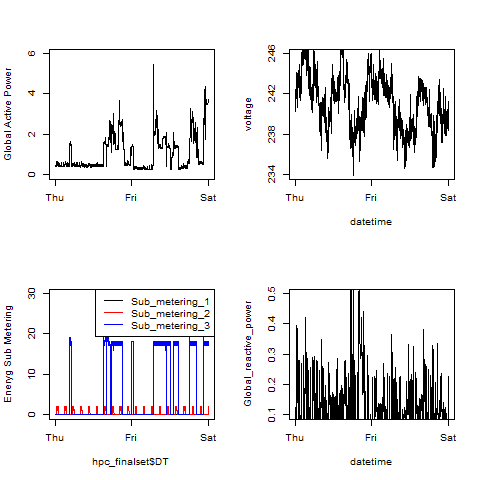 Global Active Power
0 2 4 6
Thu Fri Sat
voltage
234 238 242 246
Thu Fri Sat
datetime
Eneryg Sub Metering
0 10 20 30
Sub_metering_1
Sub_metering_2
Sub_metering_3
Thu Fri Sat
hpc_finalset$DT
Global_reactive_power
0.1 0.2 0.3 0.4 0.5
Thu Fri Sat
datetime